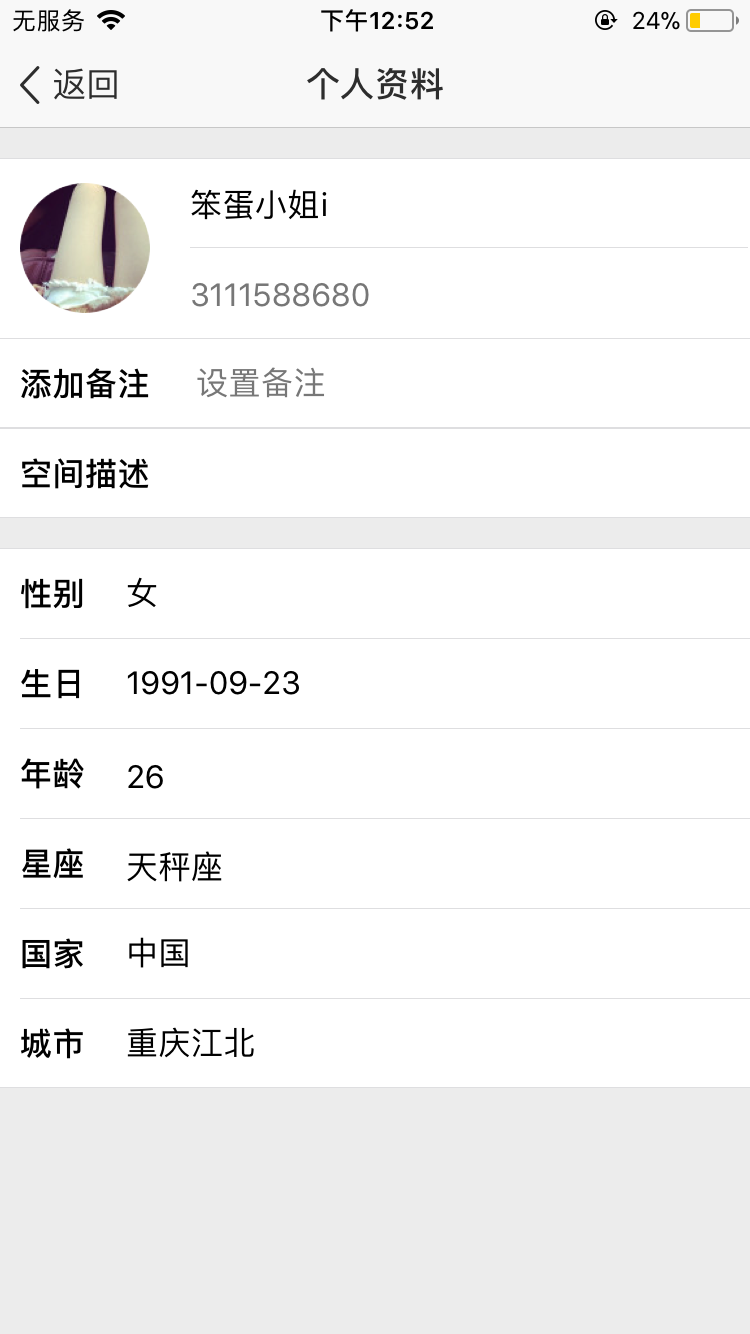 无服务 下午12:52 24%
返回 个人资料
笨蛋小姐i
3111588680
添加备注 设置备注
空间描述
性别 女
生日 1991-09-23
年龄 26
星座 天秤座
国家 中国
城市 重庆江北